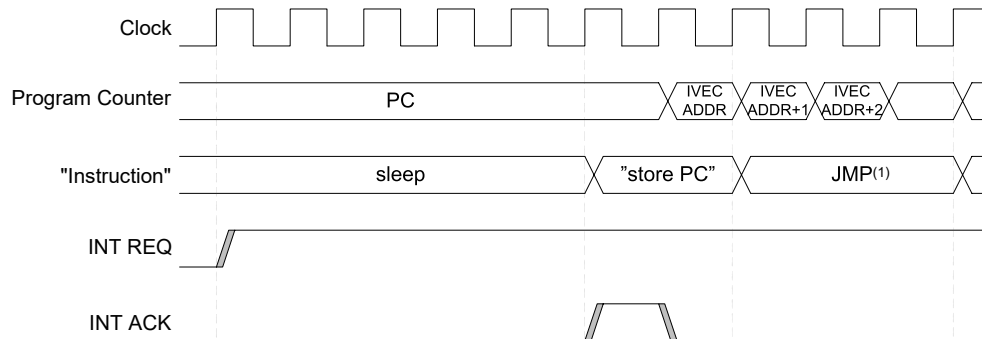 Clock
Program Counter
PC
IVEC
ADDR
IVEC
ADDR+1
IVEC
ADDR+2
"Instruction"
sleep
”store PC”
JMP(1)
INT REQ
INT ACK